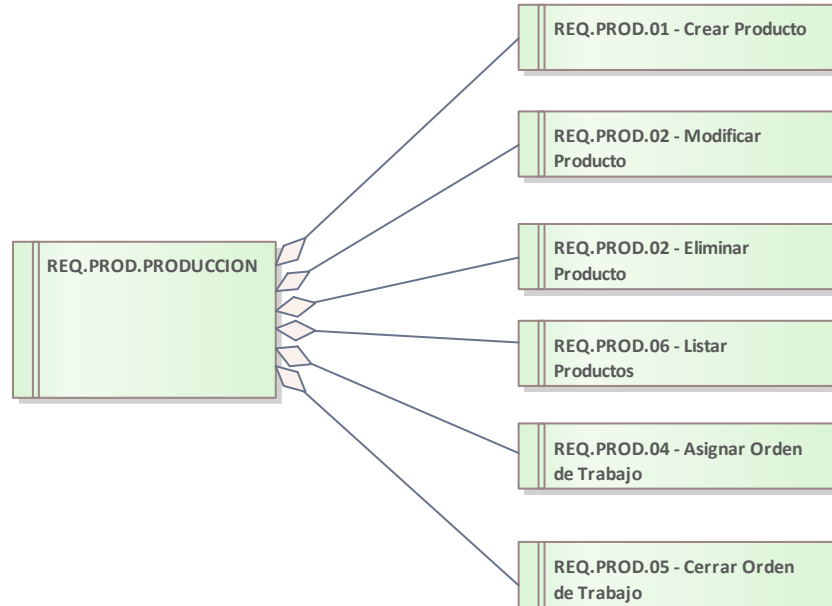 REQ.PROD.PRODUCCION
REQ.PROD.01 - Crear Producto
REQ.PROD.02 - Modificar
Producto
REQ.PROD.02 - Eliminar
Producto
REQ.PROD.06 - Listar
Productos
REQ.PROD.04 - Asignar Orden
de Trabajo
REQ.PROD.05 - Cerrar Orden
de Trabajo